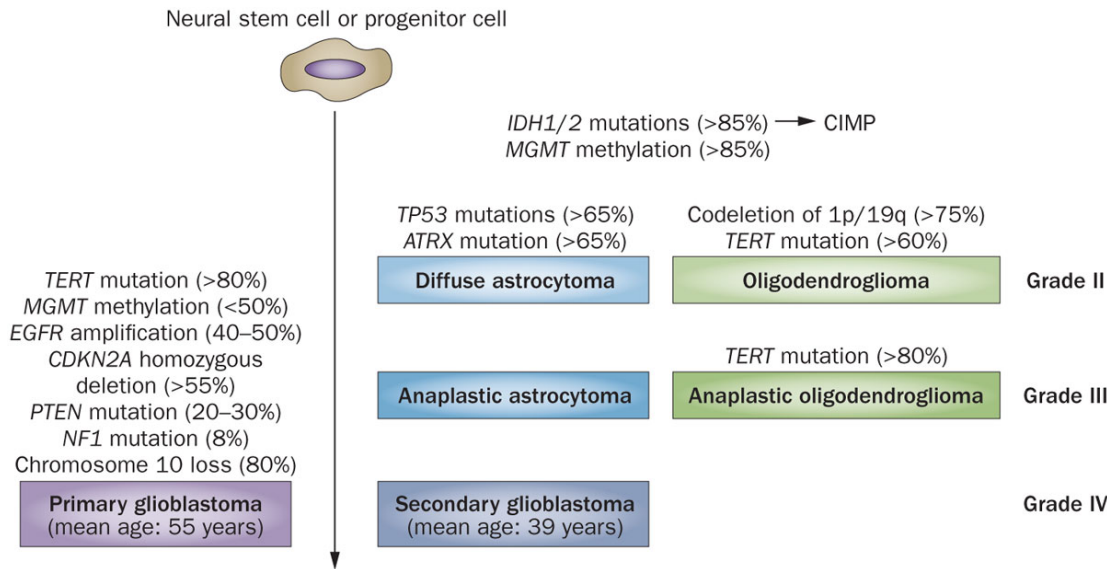 Neural stem cell or progenitor cell
IDH1/2 mutations (>85%) → CIMP
MGMT methylation (>85%)
TP53 mutations (>65%)
ATRX mutation (>65%)
Diffuse astrocytoma
Codeletion of 1p/19q (>75%)
TERT mutation (>60%)
Oligodendroglioma
Grade II
TERT mutation (>80%)
MGMT methylation (<50%)
EGFR amplification (40–50%)
CDKN2A homozygous
deletion (>55%)
PTEN mutation (20–30%)
NF1 mutation (8%)
Chromosome 10 loss (80%)
Primary glioblastoma
(mean age: 55 years)
Anaplastic astrocytoma
TERT mutation (>80%)
Anaplastic oligodendroglioma
Grade III
Secondary glioblastoma
(mean age: 39 years)
Grade IV